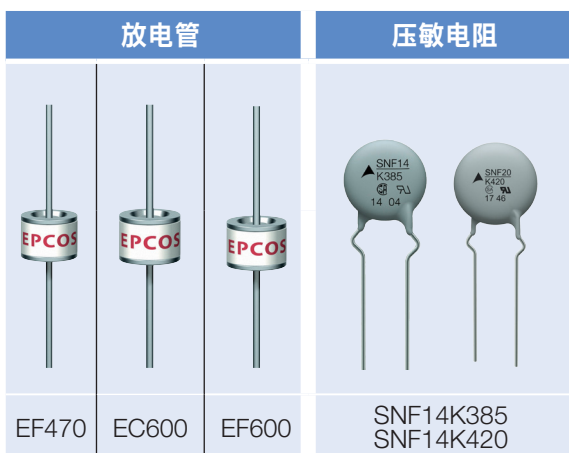 放电管
压敏电阻
EPCOS
EPCOS
EPCOS
SNF14
K385
14 04
SNF20
K420
17 46
EF470
EC600
EF600
SNF14K385
SNF14K420